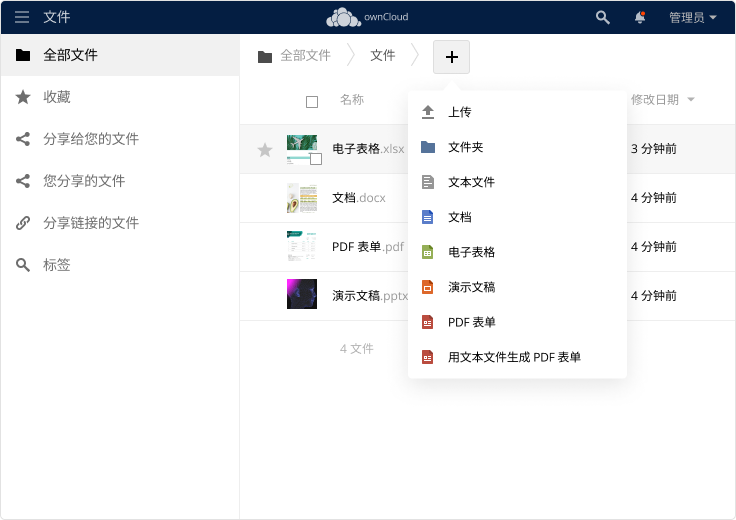 文件
ownCloud
管理员
全部文件
收藏
分享给您的文件
您分享的文件
分享链接的文件
标签
全部文件
文件
名称
修改日期
电子表格.xlsx
3 分钟前
文档.docx
4 分钟前
PDF 表单.pdf
4 分钟前
演示文稿.pptx
4 分钟前
4 文件
上传
文件夹
文本文件
文档
电子表格
演示文稿
PDF 表单
用文本文件生成 PDF 表单